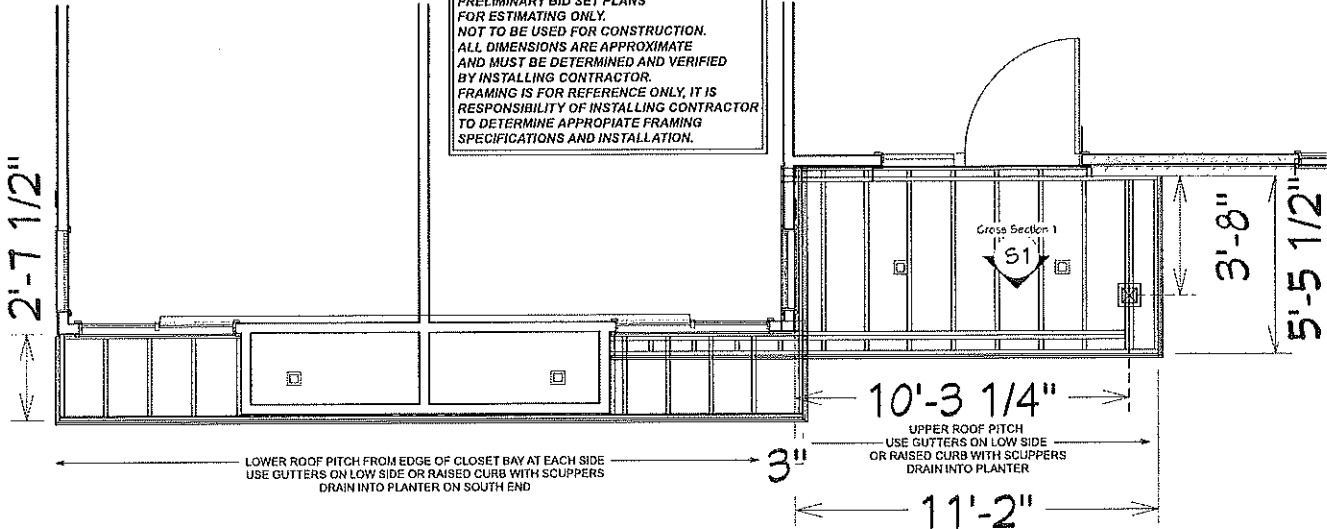 PRELIMINARY BID SET PLANS
FOR ESTIMATING ONLY.
NOT TO BE USED FOR CONSTRUCTION.
ALL DIMENSIONS ARE APPROXIMATE
AND MUST BE DETERMINED AND VERIFIED
BY INSTALLING CONTRACTOR.
FRAMING IS FOR REFERENCE ONLY, IT IS
RESPONSIBILITY OF INSTALLING CONTRACTOR
TO DETERMINE APPROPIATE FRAMING
SPECIFICATIONS AND INSTALLATION.
2'-7 1/2"
Cross Section 1
S1
3'-8"
5'-5 1/2"
10'-3 1/4"
UPPER ROOF PITCH
USE GUTTERS ON LOW SIDE
OR RAISED CURB WITH SCUPPERS
DRAIN INTO PLANTER
LOWER ROOF PITCH FROM EDGE OF CLOSET BAY AT EACH SIDE
USE GUTTERS ON LOW SIDE OR RAISED CURB WITH SCUPPERS
DRAIN INTO PLANTER ON SOUTH END
3"
11'-2"